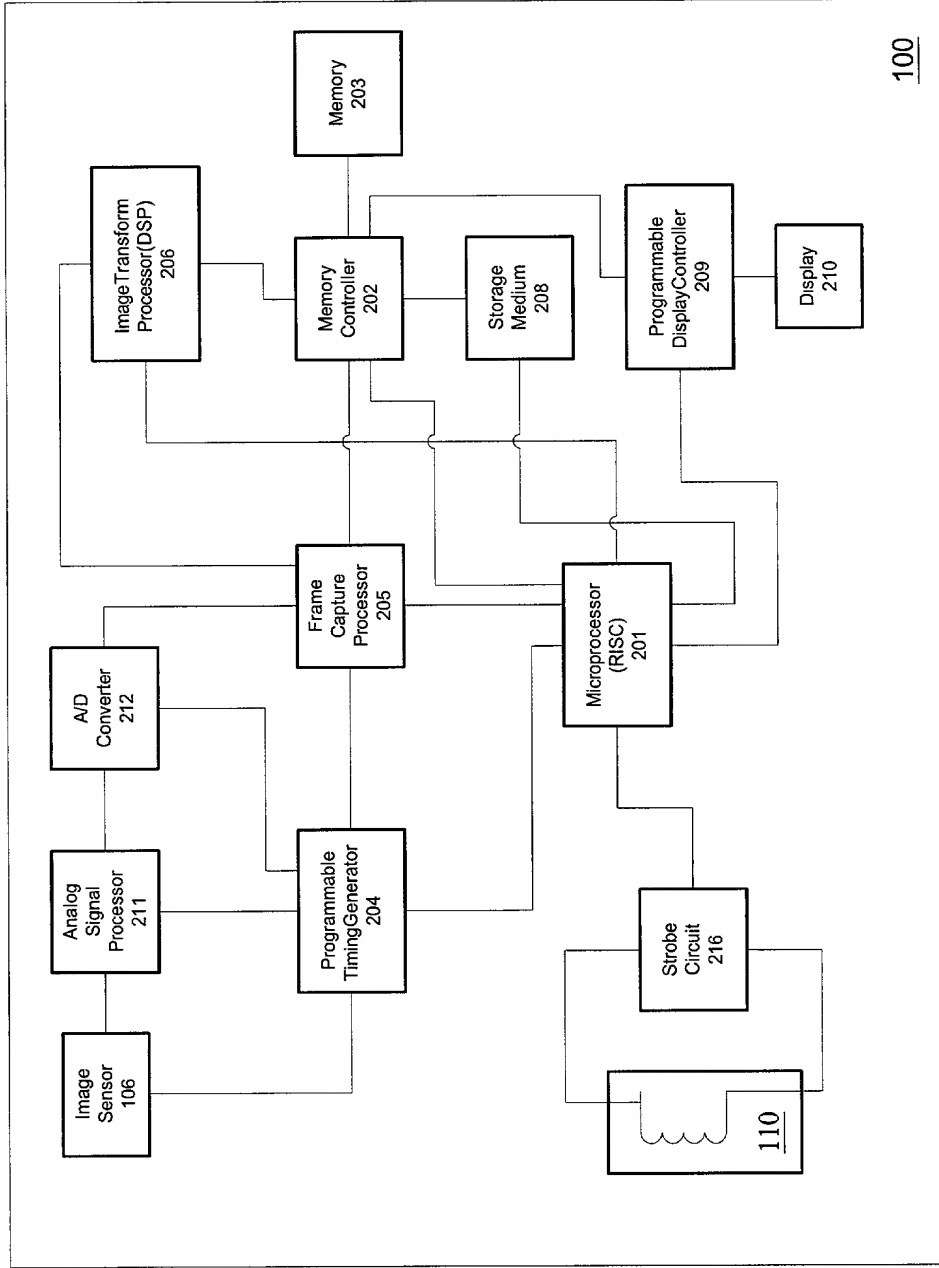 Image
Sensor
106
Analog
Signal
Processor
211
A/D
Converter
212
ImageTransform
Processor(DSP)
206
Programmable
TimingGenerator
204
Frame
Capture
Processor
205
Memory
Controller
202
Memory
203
Storage
Medium
208
110
Strobe
Circuit
216
Microprocessor
(RISC)
201
Programmable
DisplayController
209
Display
210
100